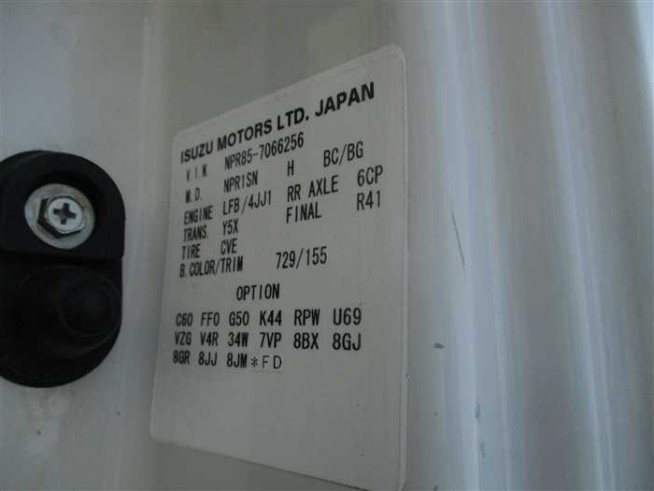 ISUZU MOTORS LTD. JAPAN
V.I.N NPR85-7066256
M.D. NPR1SN H BC/BG
ENGINE LFB/4JJ1 RR AXLE 6CP
TRANS. Y5X FINAL R41
TIRE CVE
B.COLOR/TRIM 729/155
OPTION
C60 FF0 G50 K44 RPW U69
VZG V4R 34W 7VP 8BX 8GJ
8GR 8JJ 8JM *FD